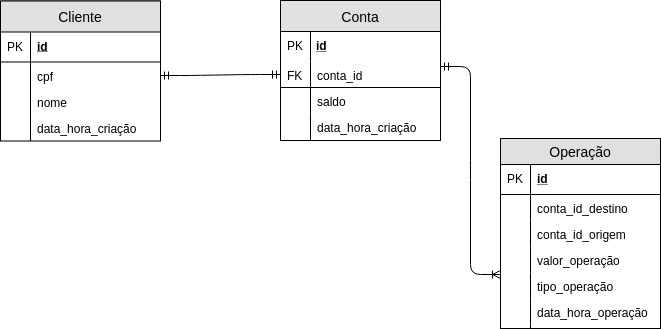 Cliente
PK id
cpf
nome
data_hora_criação
Conta
PK id
FK conta_id
saldo
data_hora_criação
Operação
PK id
conta_id_destino
conta_id_origem
valor_operação
tipo_operação
data_hora_operação